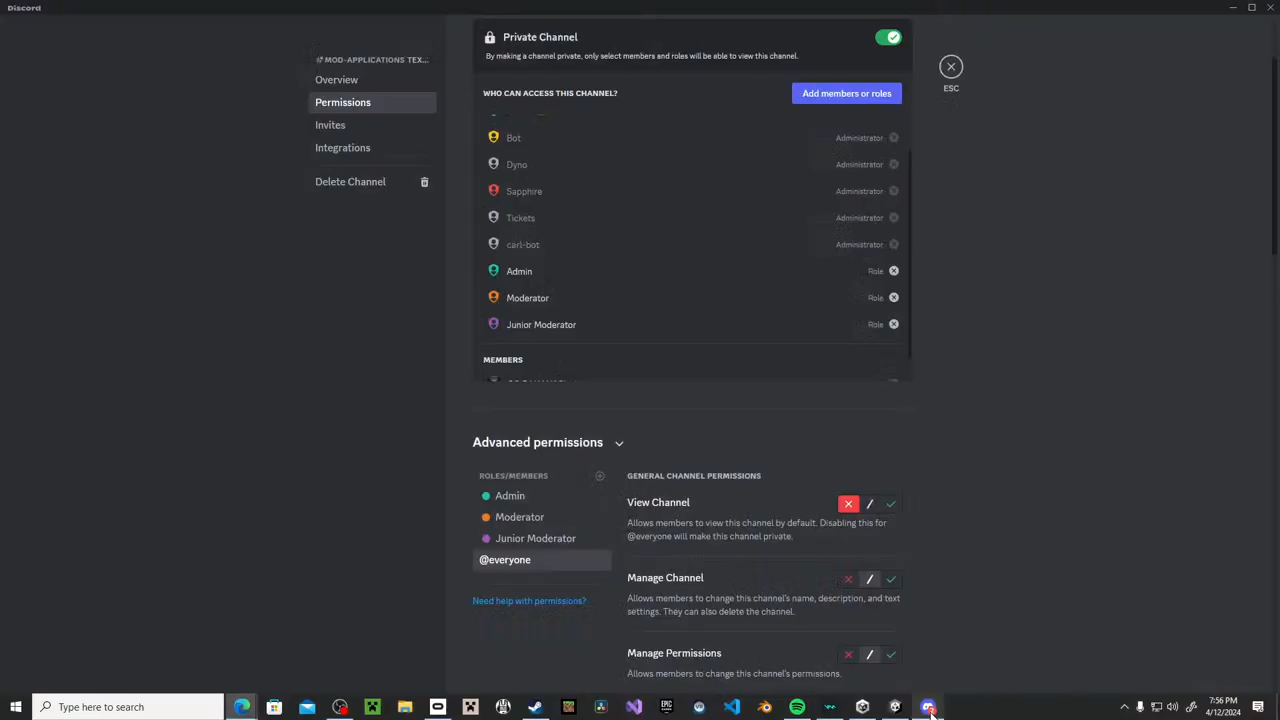 Discord
Private Channel
By making a channel private, only select members and roles will be able to view this channel.
# MOD-APPLICATIONS TEX...
Overview
Permissions
Invites
Integrations
Delete Channel
ESC
WHO CAN ACCESS THIS CHANNEL?
Add members or roles
Bot Administrator
Dyno Administrator
Sapphire Administrator
Tickets Administrator
carl-bot Administrator
Admin Role
Moderator Role
Junior Moderator Role
MEMBERS
Advanced permissions
ROLES/MEMBERS
Admin
Moderator
Junior Moderator
@everyone
Need help with permissions?
GENERAL CHANNEL PERMISSIONS
View Channel
Allows members to view this channel by default. Disabling this for
@everyone will make this channel private.
Manage Channel
Allows members to change this channel's name, description, and text
settings. They can also delete the channel.
Manage Permissions
Allows members to change this channel's permissions.
Type here to search
EPIC
7:56 PM
4/12/2024